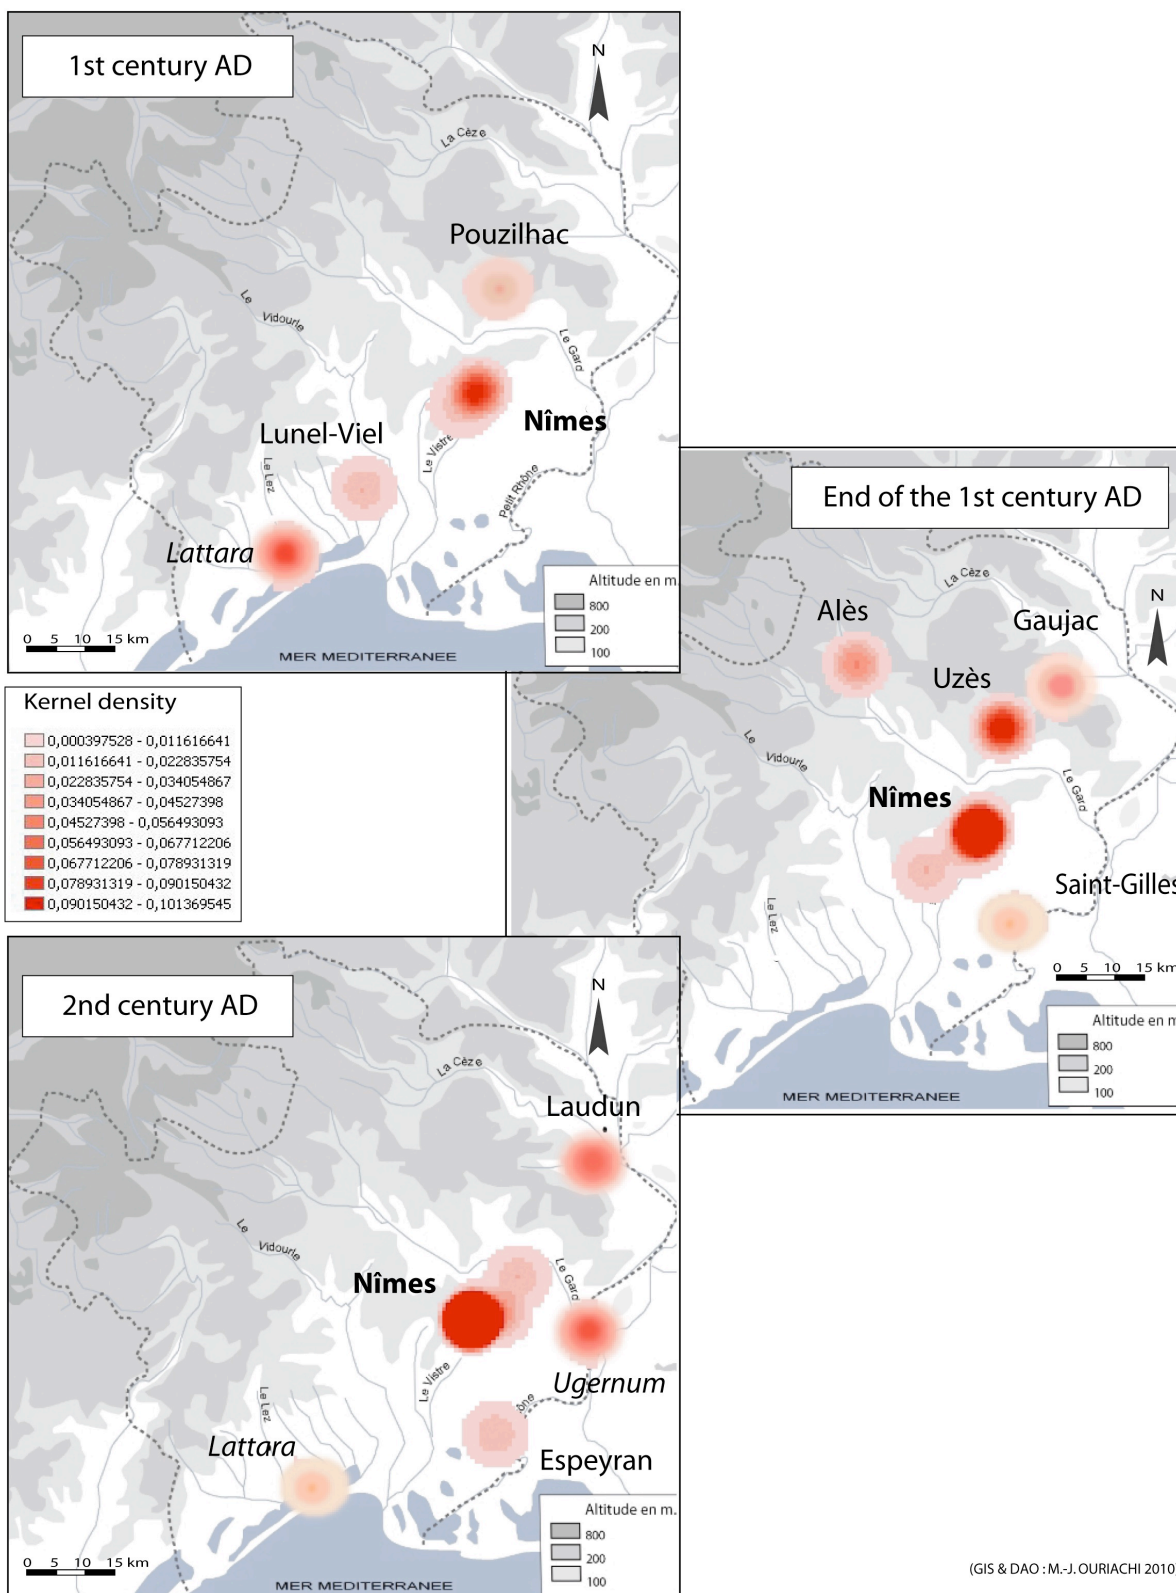 1st century AD
N
La Cèze
Pouzilhac
Le
Vidourle
Le Gard
Nîmes
Lunel-Viel
Le Vistre
Le Lez
Petit Rhône
Lattara
Altitude en m.
800
200
100
0 5 10 15 km
MER MEDITERRANEE
End of the 1st century AD
N
La Cèze
Alès
Gaujac
Uzès
Le
Vidourle
Le Gard
Nîmes
Saint-Gilles
Le Lez
0 5 10 15 km
Altitude en m
800
200
100
MER MEDITERRANEE
Kernel density
0,000397528 - 0,011616641
0,011616641 - 0,022835754
0,022835754 - 0,034054867
0,034054867 - 0,04527398
0,04527398 - 0,056493093
0,056493093 - 0,067712206
0,067712206 - 0,078931319
0,078931319 - 0,090150432
0,090150432 - 0,101369545
2nd century AD
N
La Cèze
Laudun
Le
Vidourle
Nîmes
Le Gard
Le Vistre
Ugernum
ône
Le Lez
Lattara
Espeyran
Altitude en m.
800
200
100
0 5 10 15 km
MER MEDITERRANEE
(GIS & DAO : M.-J. OURIACHI 2010)